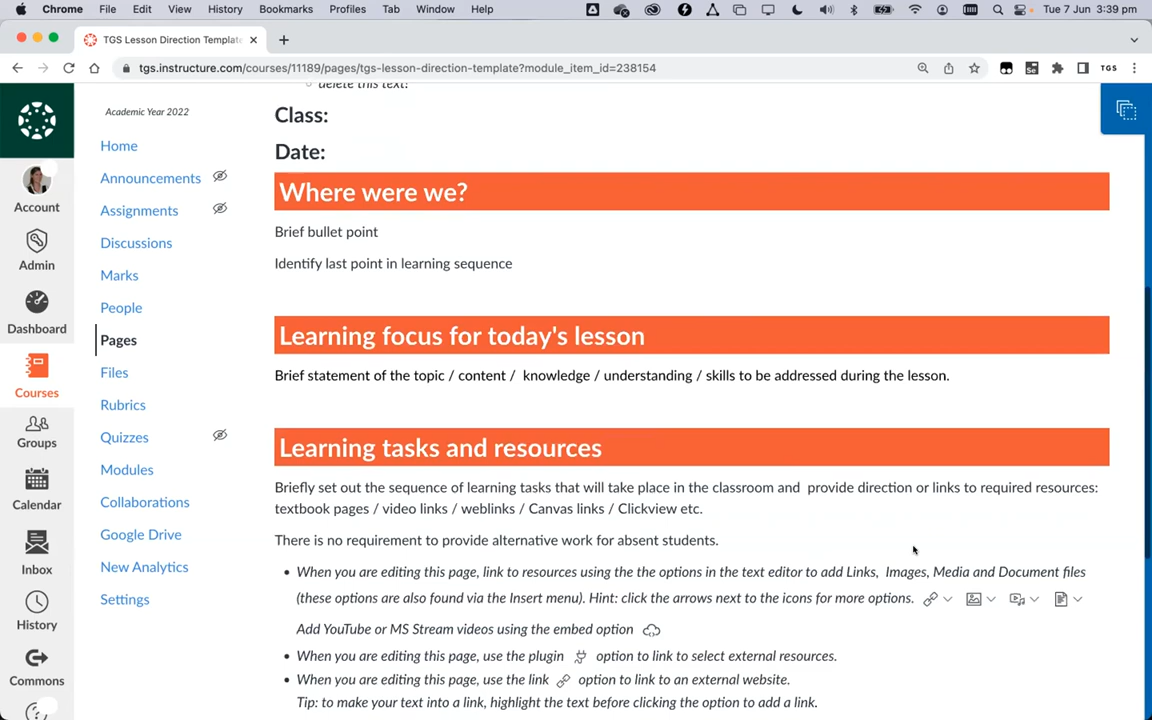 Chrome File Edit View History Bookmarks Profiles Tab Window Help Tue 7 Jun 3:39 pm
TGS Lesson Direction Template
tgs.instructure.com/courses/11189/pages/tgs-lesson-direction-template?module_item_id=238154 TGS
delete this text!
Academic Year 2022
Class:
Home
Date:
Announcements
Where were we?
Account
Assignments
Brief bullet point
Discussions
Admin
Identify last point in learning sequence
Marks
People
Dashboard
Learning focus for today's lesson
Pages
Files
Brief statement of the topic / content / knowledge / understanding / skills to be addressed during the lesson.
Courses
Rubrics
Quizzes
Groups
Learning tasks and resources
Modules
Briefly set out the sequence of learning tasks that will take place in the classroom and provide direction or links to required resources:
Calendar
Collaborations
textbook pages / video links / weblinks / Canvas links / Clickview etc.
Google Drive
There is no requirement to provide alternative work for absent students.
Inbox
New Analytics
• When you are editing this page, link to resources using the the options in the text editor to add Links, Images, Media and Document files
Settings
(these options are also found via the Insert menu). Hint: click the arrows next to the icons for more options.
History
Add YouTube or MS Stream videos using the embed option
• When you are editing this page, use the plugin option to link to select external resources.
Commons
• When you are editing this page, use the link option to link to an external website.
Tip: to make your text into a link, highlight the text before clicking the option to add a link.